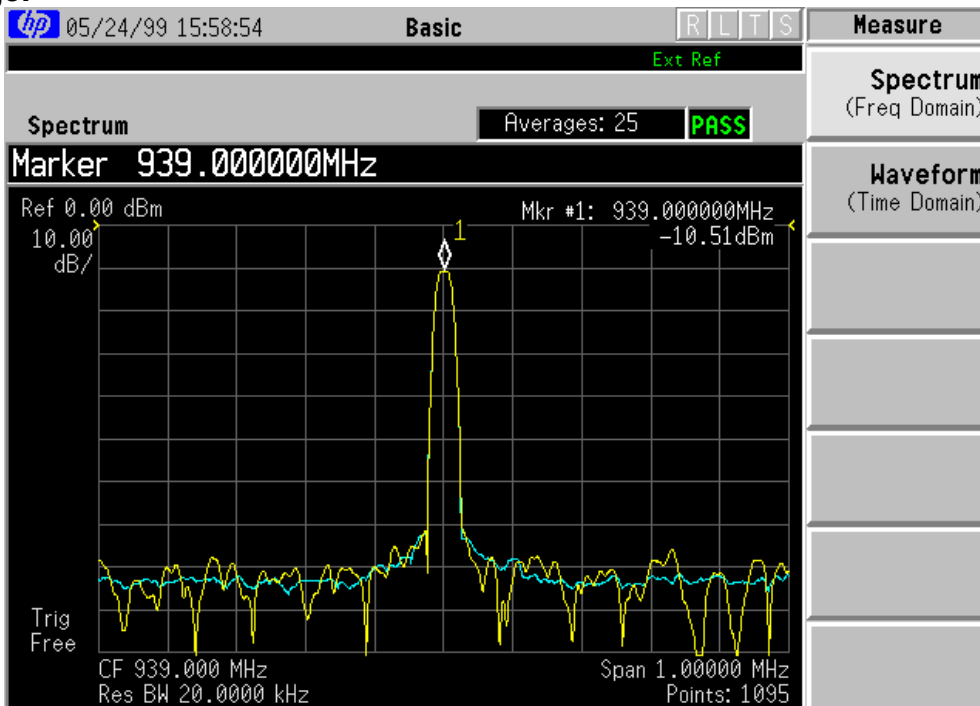 hp 05/24/99 15:58:54 Basic R L T S
Ext Ref
Spectrum Averages: 25 PASS
Marker 939.000000MHz
Ref 0.00 dBm Mkr #1: 939.000000MHz
-10.51dBm
10.00
dB/
1
Trig
Free
CF 939.000 MHz Span 1.00000 MHz
Res BW 20.0000 kHz Points: 1095
Measure
Spectrum
(Freq Domain)
Waveform
(Time Domain)